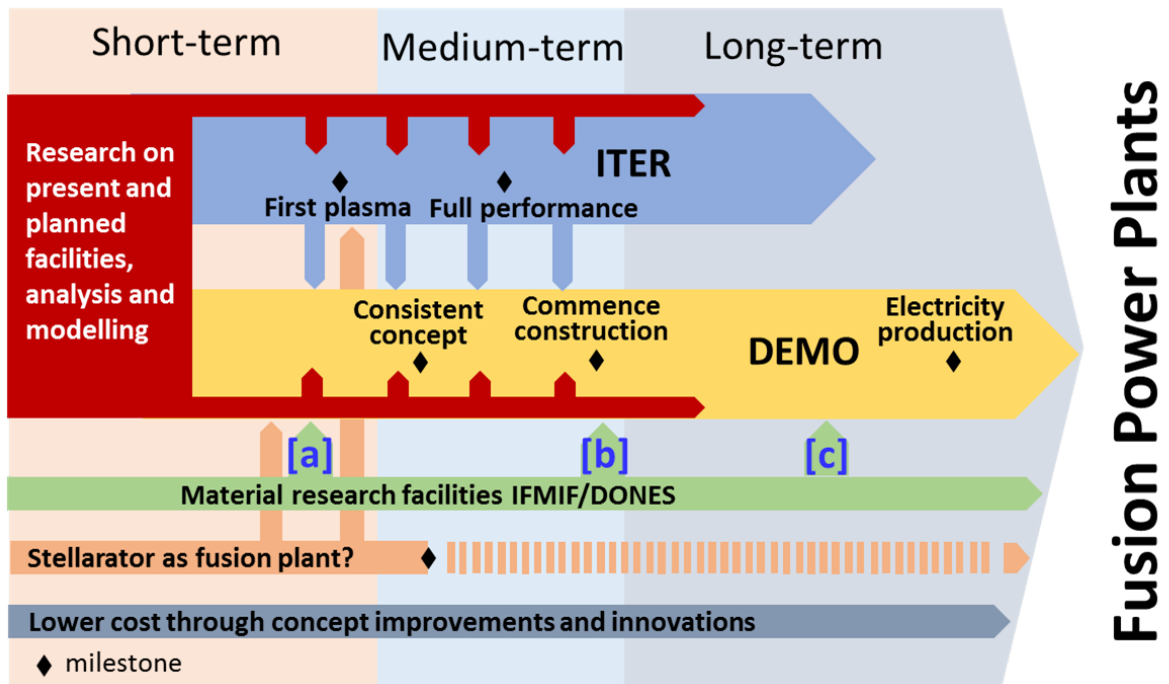 Short-term
Medium-term
Long-term
Research on
present and
planned
facilities,
analysis and
modelling
ITER
First plasma
Full performance
Consistent
concept
Commence
construction
Electricity
production
DEMO
[a]
[b]
[c]
Material research facilities IFMIF/DONES
Stellarator as fusion plant?
Lower cost through concept improvements and innovations
milestone
Fusion Power Plants